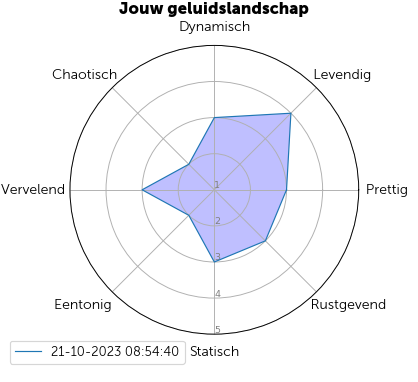 Jouw geluidslandschap
Dynamisch
Chaotisch
Levendig
Vervelend
1
Prettig
2
3
Eentonig
4
Rustgevend
5
21-10-2023 08:54:40
Statisch